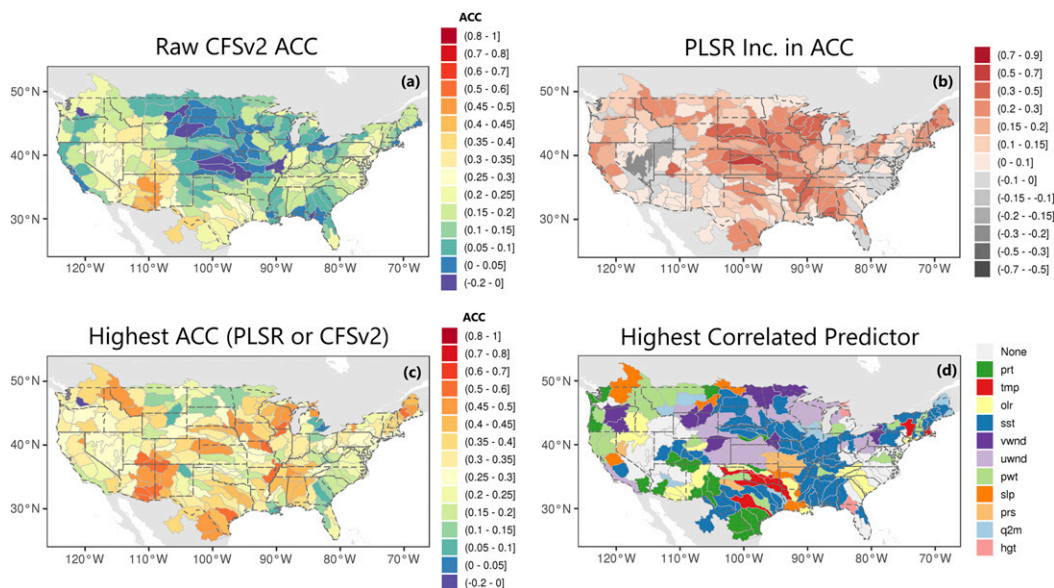 Raw CFSv2 ACC
(a)
50°N
40°N
30°N
120°W 110°W 100°W 90°W 80°W 70°W
ACC
(0.8 - 1]
(0.7 - 0.8]
(0.6 - 0.7]
(0.5 - 0.6]
(0.45 - 0.5]
(0.4 - 0.45]
(0.35 - 0.4]
(0.3 - 0.35]
(0.25 - 0.3]
(0.2 - 0.25]
(0.15 - 0.2]
(0.1 - 0.15]
(0.05 - 0.1]
(0 - 0.05]
(-0.2 - 0]
PLSR Inc. in ACC
(b)
50°N
40°N
30°N
120°W 110°W 100°W 90°W 80°W 70°W
(0.7 - 0.9]
(0.5 - 0.7]
(0.3 - 0.5]
(0.2 - 0.3]
(0.15 - 0.2]
(0.1 - 0.15]
(0 - 0.1]
(-0.1 - 0]
(-0.15 - -0.1]
(-0.2 - -0.15]
(-0.3 - -0.2]
(-0.5 - -0.3]
(-0.7 - -0.5]
Highest ACC (PLSR or CFSv2)
(c)
50°N
40°N
30°N
120°W 110°W 100°W 90°W 80°W 70°W
ACC
(0.8 - 1]
(0.7 - 0.8]
(0.6 - 0.7]
(0.5 - 0.6]
(0.45 - 0.5]
(0.4 - 0.45]
(0.35 - 0.4]
(0.3 - 0.35]
(0.25 - 0.3]
(0.2 - 0.25]
(0.15 - 0.2]
(0.1 - 0.15]
(0.05 - 0.1]
(0 - 0.05]
(-0.2 - 0]
Highest Correlated Predictor
(d)
50°N
40°N
30°N
120°W 110°W 100°W 90°W 80°W 70°W
None
prt
tmp
olr
sst
vwnd
uwnd
pwt
slp
prs
q2m
hgt